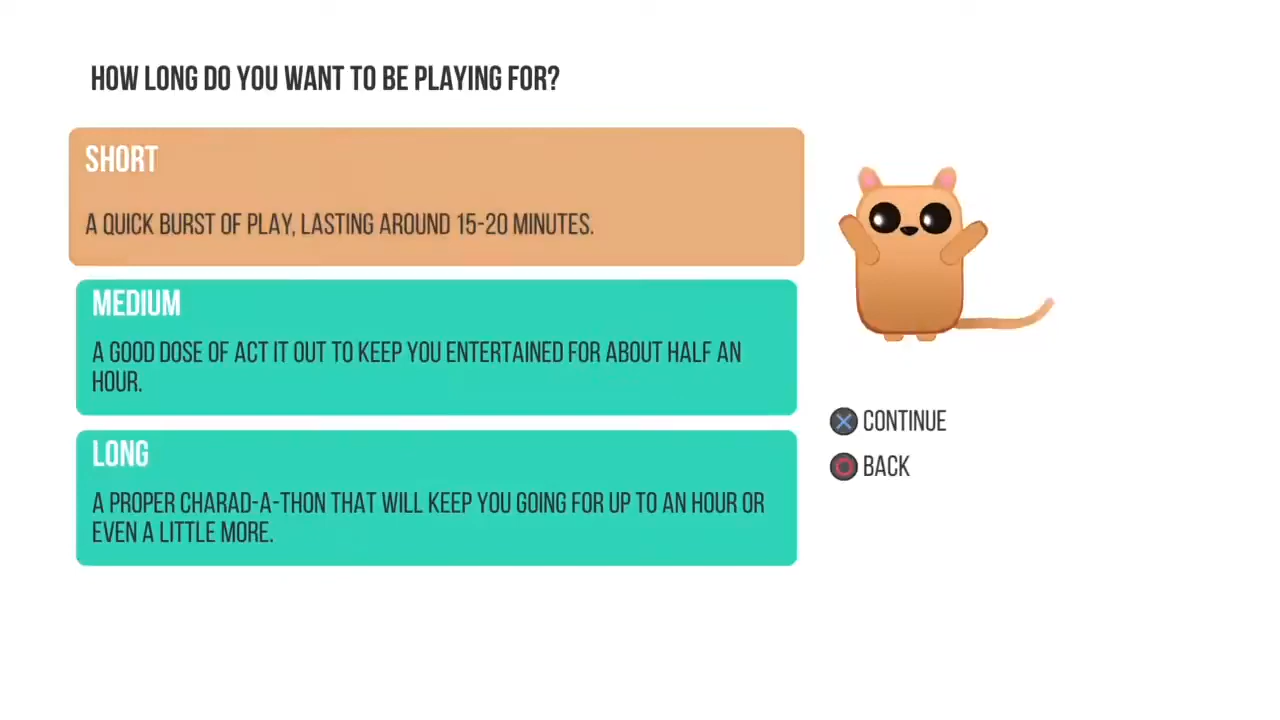 HOW LONG DO YOU WANT TO BE PLAYING FOR?
SHORT
A QUICK BURST OF PLAY, LASTING AROUND 15-20 MINUTES.
MEDIUM
A GOOD DOSE OF ACT IT OUT TO KEEP YOU ENTERTAINED FOR ABOUT HALF AN
HOUR.
LONG
A PROPER CHARAD-A-THON THAT WILL KEEP YOU GOING FOR UP TO AN HOUR OR
EVEN A LITTLE MORE.
CONTINUE
BACK